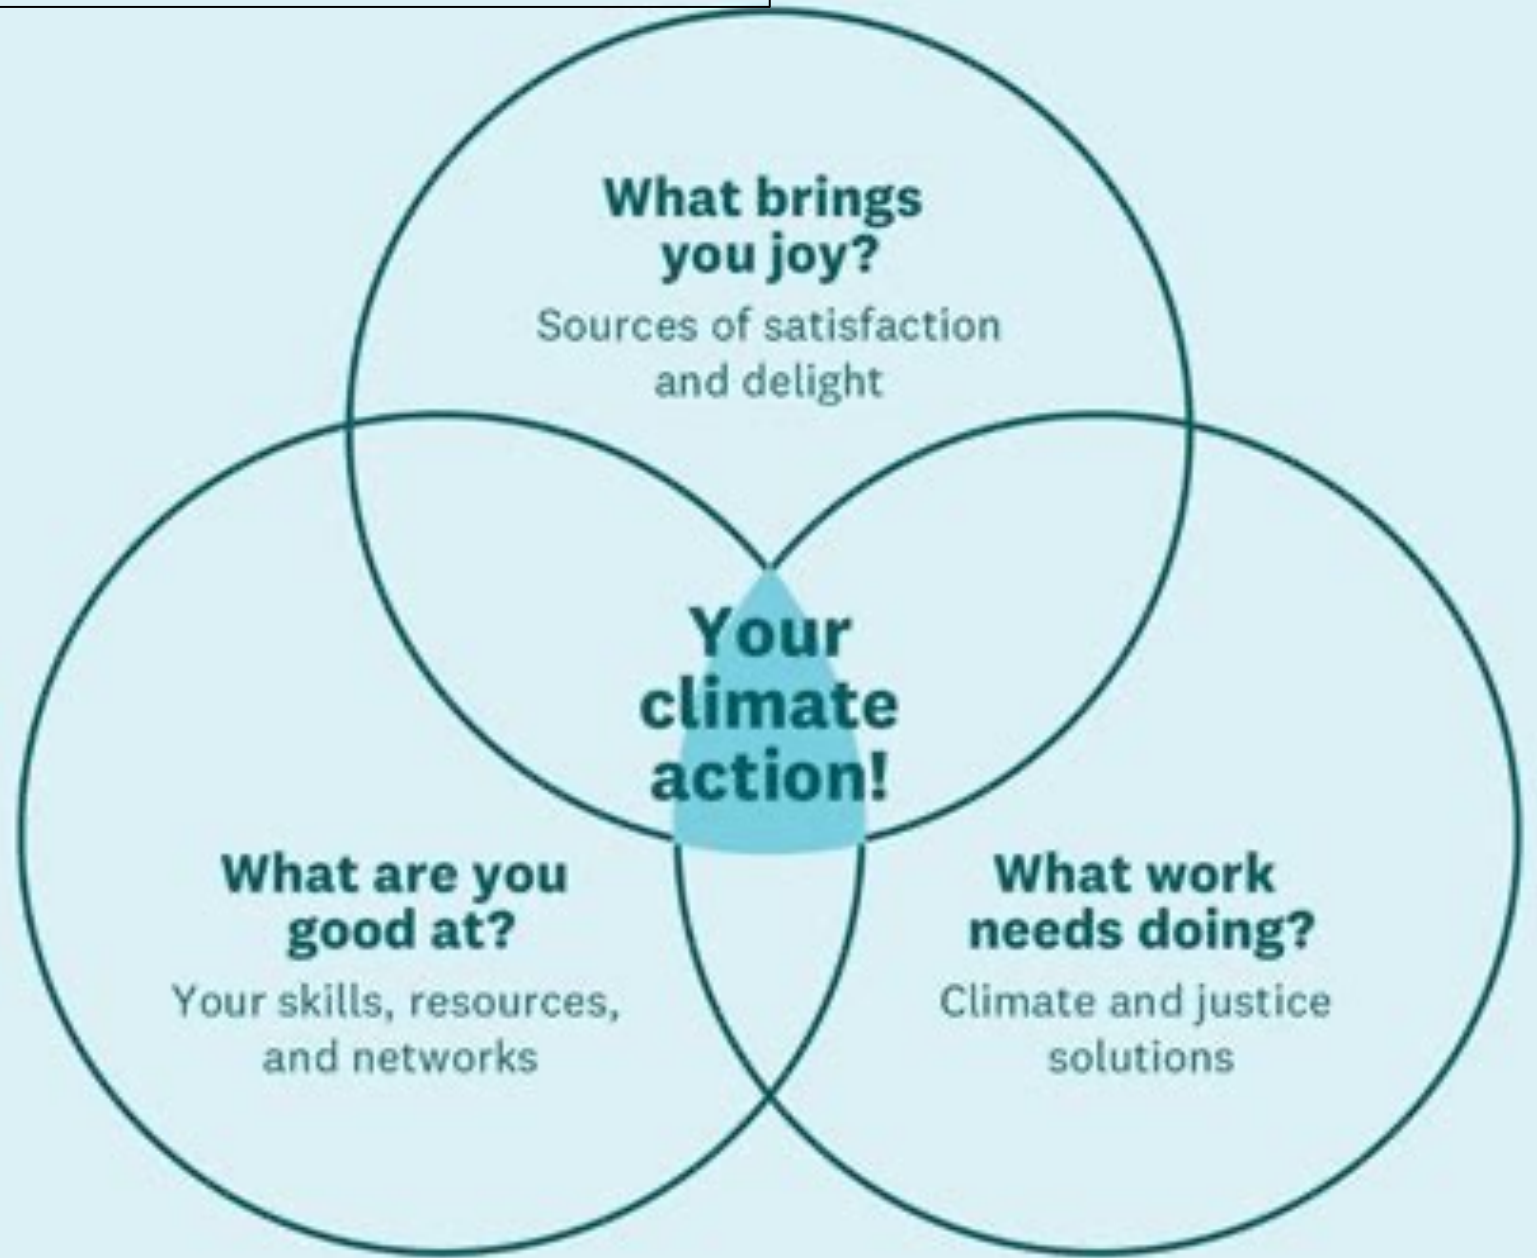 What brings
you joy?
Sources of satisfaction
and delight
Your
climate
action!
What are you
good at?
Your skills, resources,
and networks
What work
needs doing?
Climate and justice
solutions